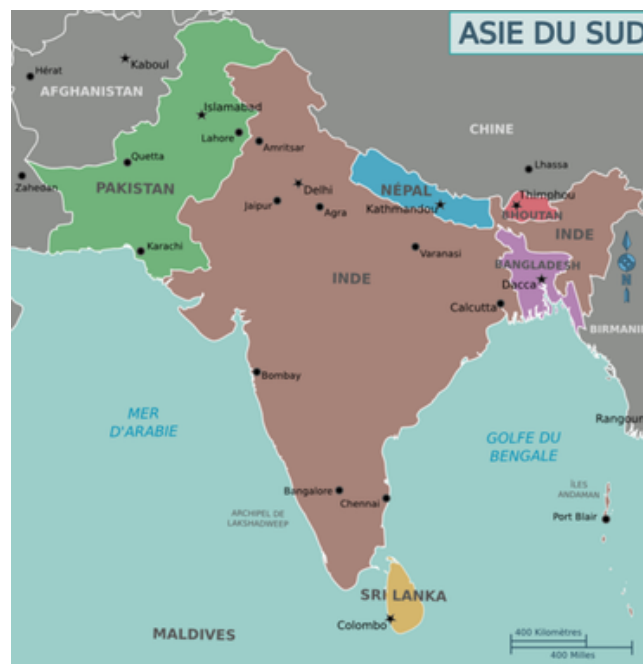 ASIE DU SUD
Kaboul
Hérat
AFGHANISTAN
CHINE
Islamabad
Lahore
Amritsar
Quetta
Lhassa
Zahedan
PAKISTAN
Delhi
NÉPAL
Thimphou
Jaipur
Agra
Kathmandou
BHOUTAN
INDE
Karachi
Varanasi
BANGLADESH
INDE
Dacca
N
Calcutta
BIRMANIE
Bombay
MER
D'ARABIE
Rangoun
GOLFE DU
BENGALE
Bangalore
Chennai
ÎLES
ANDAMAN
ARCHIPEL DE
LAKSHADWEEP
Port Blair
SRI LANKA
Colombo
MALDIVES
400 Kilomètres
400 Milles